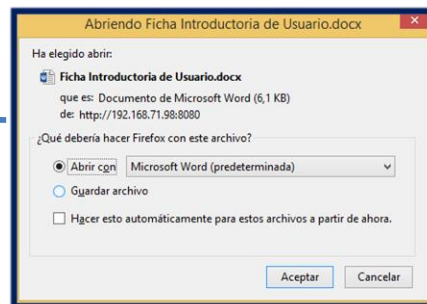 Abriendo Ficha Introductoria de Usuario.docx
Ha elegido abrir:
Ficha Introductoria de Usuario.docx
que es: Documento de Microsoft Word (6,1 KB)
de: http://192.168.71.98:8080
¿Qué debería hacer Firefox con este archivo?
Abrir con Microsoft Word (predeterminada)
Guardar archivo
Hacer esto automáticamente para estos archivos a partir de ahora.
Aceptar Cancelar